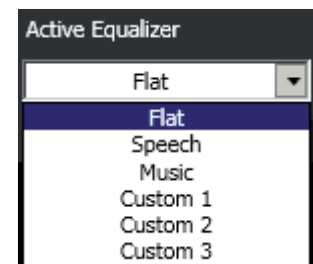 Active Equalizer
Flat
Flat
Speech
Music
Custom 1
Custom 2
Custom 3